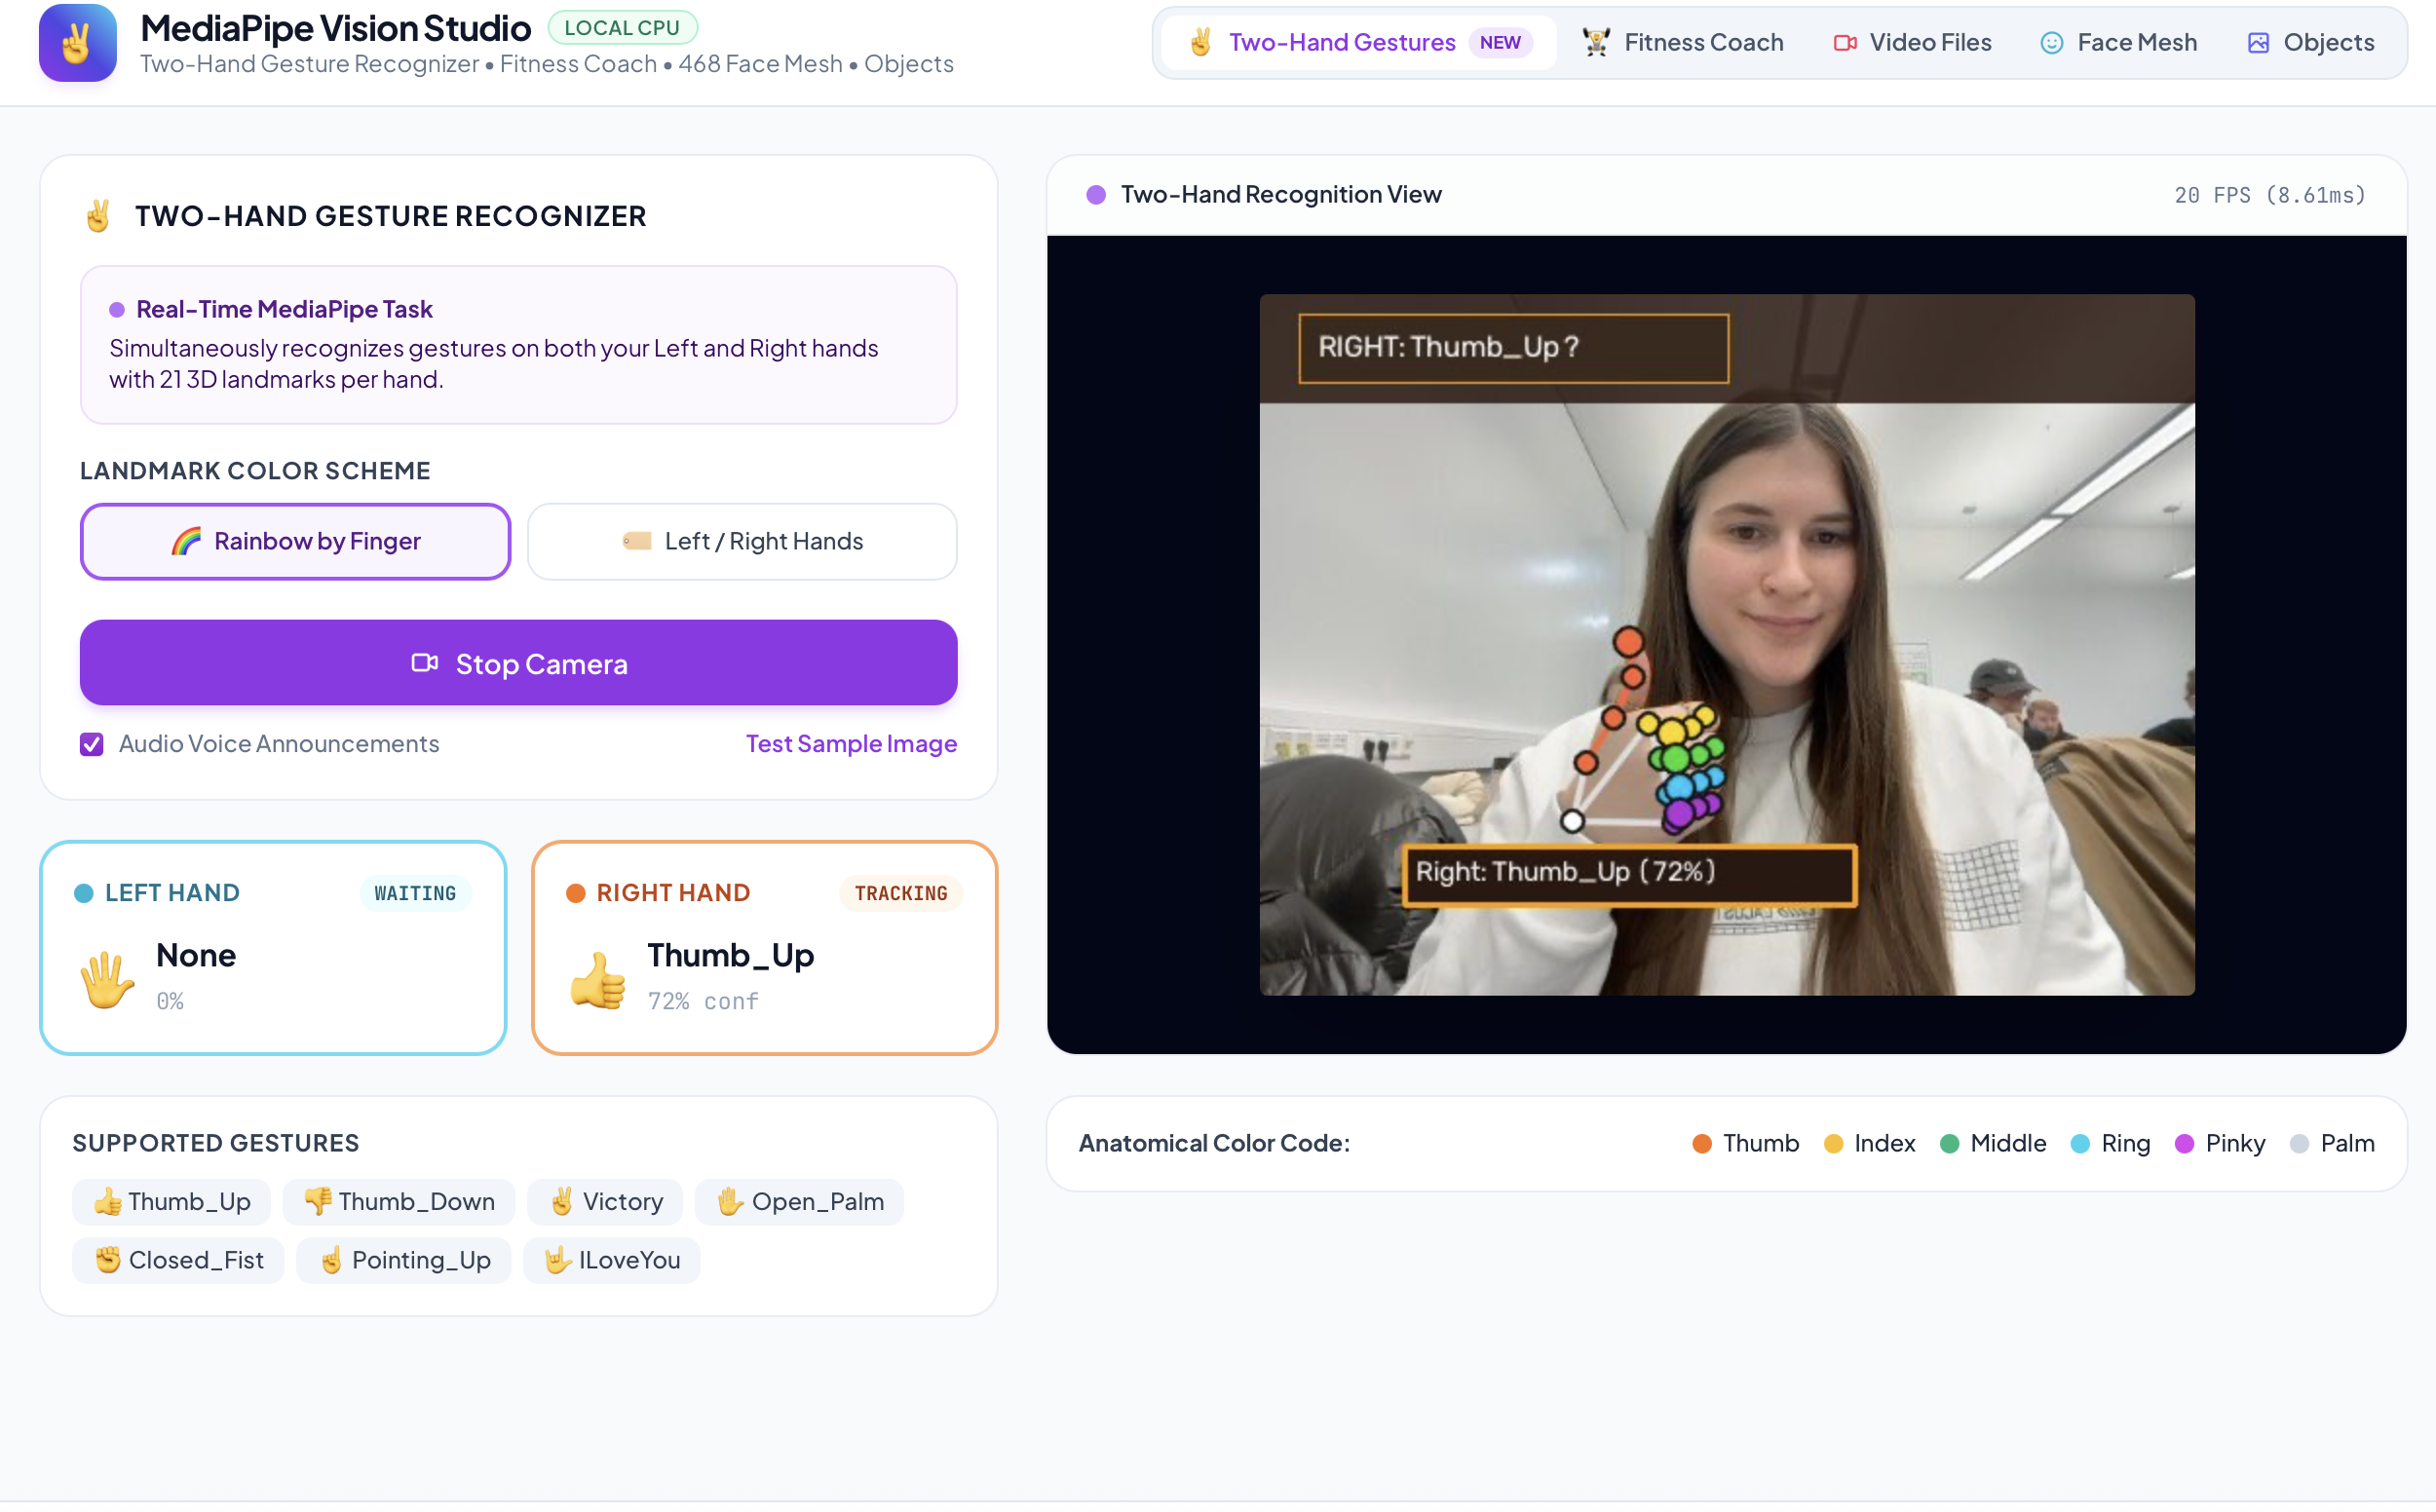 MediaPipe Vision Studio
LOCAL CPU
Two-Hand Gesture Recognizer • Fitness Coach • 468 Face Mesh • Objects
Two-Hand Gestures NEW
Fitness Coach
Video Files
Face Mesh
Objects
TWO-HAND GESTURE RECOGNIZER
Real-Time MediaPipe Task
Simultaneously recognizes gestures on both your Left and Right hands
with 21 3D landmarks per hand.
LANDMARK COLOR SCHEME
Rainbow by Finger
Left / Right Hands
Stop Camera
Audio Voice Announcements
Test Sample Image
LEFT HAND
WAITING
None
0%
RIGHT HAND
TRACKING
Thumb_Up
72% conf
SUPPORTED GESTURES
Thumb_Up
Thumb_Down
Victory
Open_Palm
Closed_Fist
Pointing_Up
ILoveYou
Two-Hand Recognition View
20 FPS (8.61ms)
RIGHT: Thumb_Up ?
Right: Thumb_Up (72%)
Anatomical Color Code:
Thumb
Index
Middle
Ring
Pinky
Palm